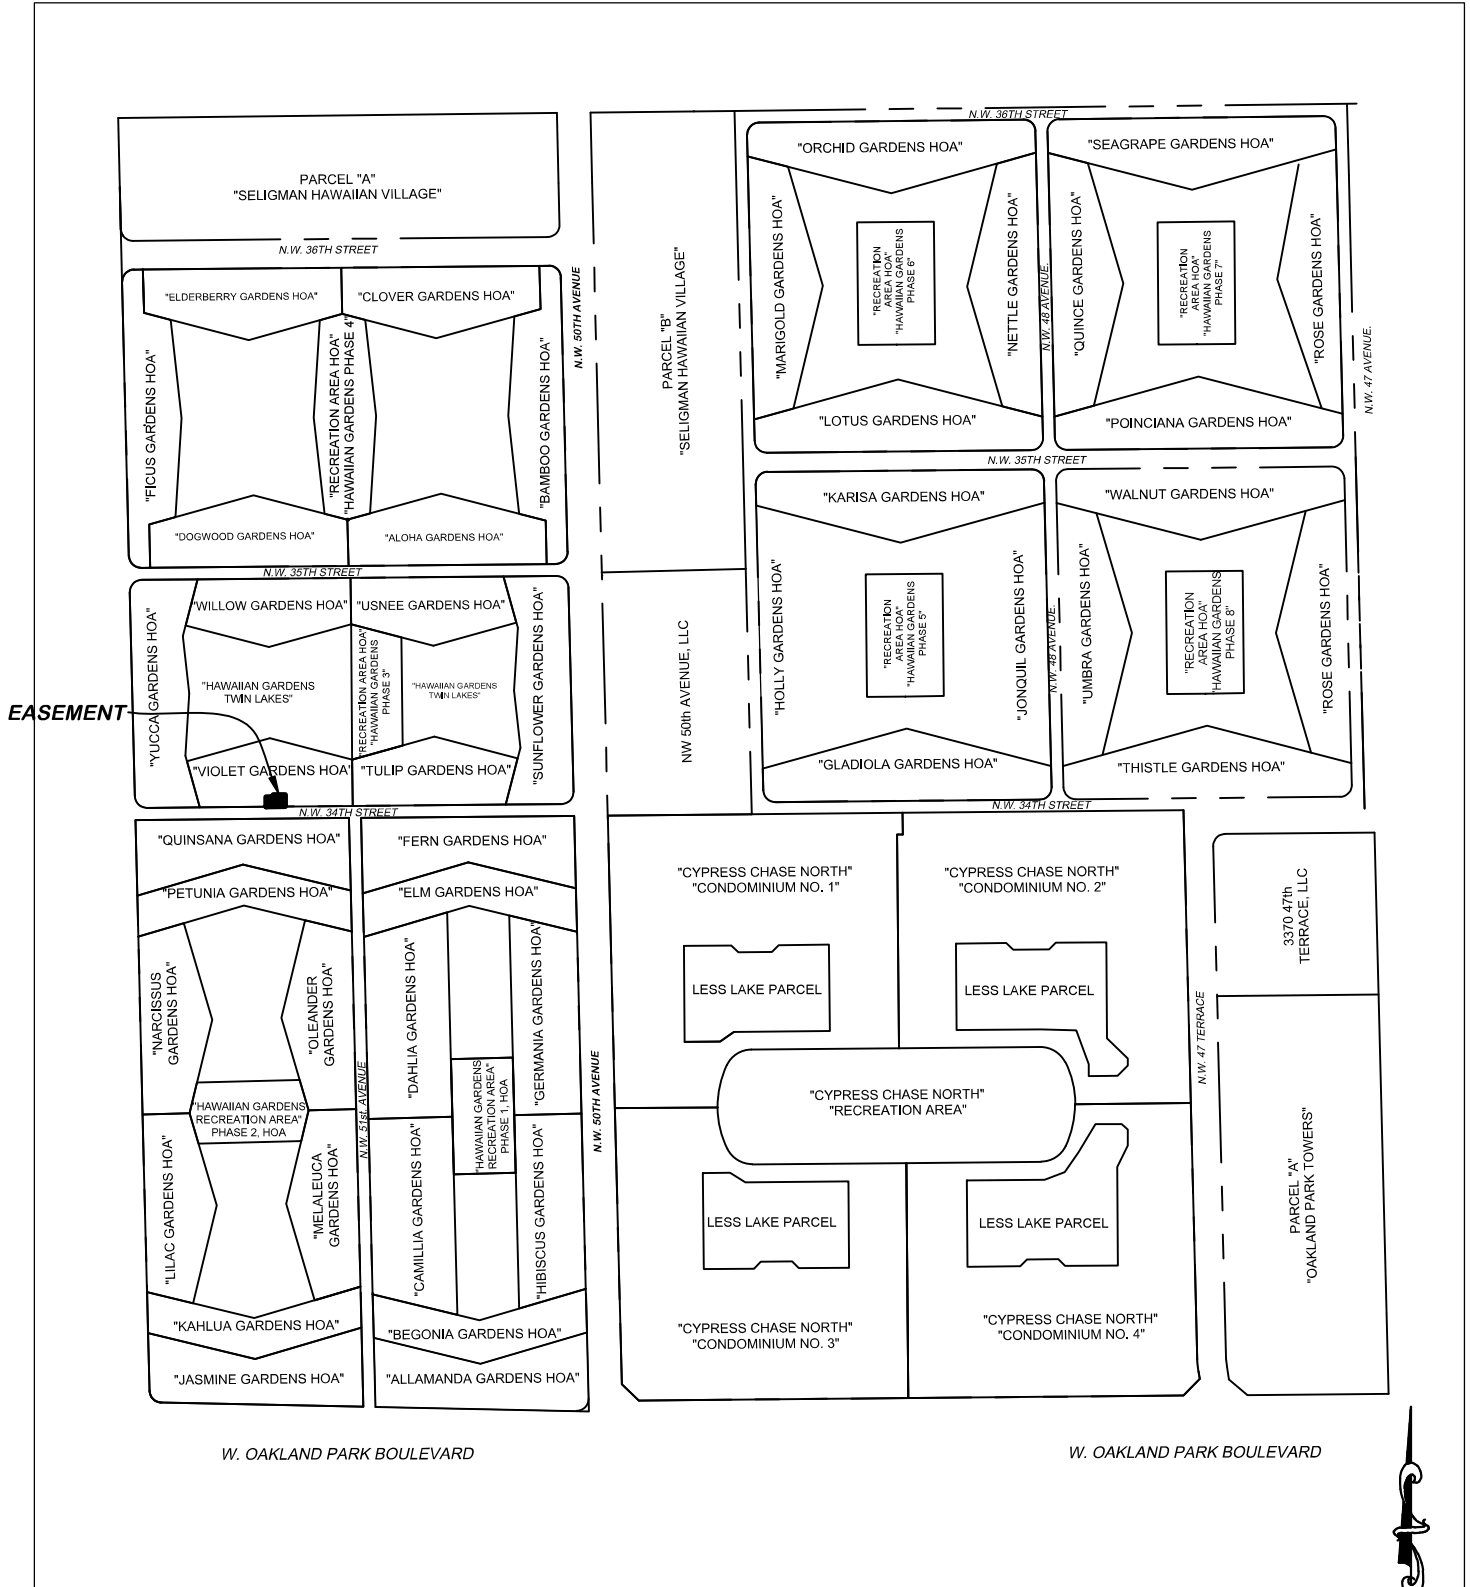 N.W. 36TH STREET
PARCEL "A"
"SELIGMAN HAWAIIAN VILLAGE"
N.W. 36TH STREET
"ELDERBERRY GARDENS HOA"
"CLOVER GARDENS HOA"
"FICUS GARDENS HOA"
"RECREATION AREA HOA"
"HAWAIIAN GARDENS PHASE 4"
"BAMBOO GARDENS HOA"
"DOGWOOD GARDENS HOA"
"ALOHA GARDENS HOA"
N.W. 50TH AVENUE
PARCEL "B"
"SELIGMAN HAWAIIAN VILLAGE"
"ORCHID GARDENS HOA"
"MARIGOLD GARDENS HOA"
"RECREATION
AREA HOA"
"HAWAIIAN GARDENS
PHASE 6"
"NETTLE GARDENS HOA"
"LOTUS GARDENS HOA"
N.W. 48 AVENUE.
"SEAGRAPE GARDENS HOA"
"QUINCE GARDENS HOA"
"RECREATION
AREA HOA"
"HAWAIIAN GARDENS
PHASE 7"
"ROSE GARDENS HOA"
"POINCIANA GARDENS HOA"
N.W. 47 AVENUE.
N.W. 35TH STREET
N.W. 35TH STREET
"YUCCA GARDENS HOA"
"WILLOW GARDENS HOA"
"USNEE GARDENS HOA"
"HAWAIIAN GARDENS
TWIN LAKES"
"RECREATION AREA HOA"
"HAWAIIAN GARDENS
PHASE 3"
"HAWAIIAN GARDENS
TWIN LAKES"
"SUNFLOWER GARDENS HOA"
EASEMENT
"VIOLET GARDENS HOA"
"TULIP GARDENS HOA"
NW 50th AVENUE, LLC
"KARISA GARDENS HOA"
"HOLLY GARDENS HOA"
"RECREATION
AREA HOA"
"HAWAIIAN GARDENS
PHASE 5"
"JONQUIL GARDENS HOA"
"GLADIOLA GARDENS HOA"
N.W. 48 AVENUE.
"WALNUT GARDENS HOA"
"UMBRA GARDENS HOA"
"RECREATION
AREA HOA"
"HAWAIIAN GARDENS
PHASE 8"
"ROSE GARDENS HOA"
"THISTLE GARDENS HOA"
N.W. 34TH STREET
N.W. 34TH STREET
"QUINSANA GARDENS HOA"
"PETUNIA GARDENS HOA"
"NARCISSUS
GARDENS HOA"
"OLEANDER
GARDENS HOA"
"HAWAIIAN GARDENS
RECREATION AREA"
PHASE 2, HOA
"LILAC GARDENS HOA"
"MELALEUCA
GARDENS HOA"
"KAHLUA GARDENS HOA"
"JASMINE GARDENS HOA"
N.W. 51st. AVENUE
"FERN GARDENS HOA"
"ELM GARDENS HOA"
"DAHLIA GARDENS HOA"
"GERMANIA GARDENS HOA"
"HAWAIIAN GARDENS
RECREATION AREA"
PHASE 1, HOA
"CAMILLIA GARDENS HOA"
"HIBISCUS GARDENS HOA"
"BEGONIA GARDENS HOA"
"ALLAMANDA GARDENS HOA"
N.W. 50TH AVENUE
"CYPRESS CHASE NORTH"
"CONDOMINIUM NO. 1"
"CYPRESS CHASE NORTH"
"CONDOMINIUM NO. 2"
LESS LAKE PARCEL
LESS LAKE PARCEL
"CYPRESS CHASE NORTH"
"RECREATION AREA"
LESS LAKE PARCEL
LESS LAKE PARCEL
"CYPRESS CHASE NORTH"
"CONDOMINIUM NO. 3"
"CYPRESS CHASE NORTH"
"CONDOMINIUM NO. 4"
N.W. 47 TERRACE
3370 47th
TERRACE, LLC
PARCEL "A"
"OAKLAND PARK TOWERS"
W. OAKLAND PARK BOULEVARD
W. OAKLAND PARK BOULEVARD